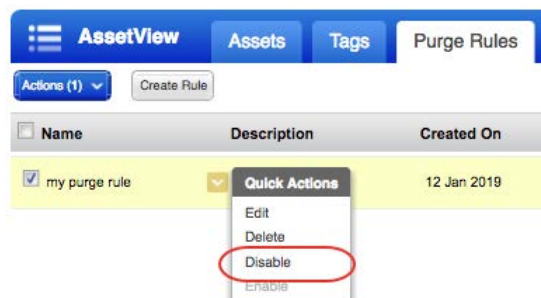 AssetView Assets Tags Purge Rules
Actions (1) Create Rule
Name Description Created On
my purge rule Quick Actions 12 Jan 2019
Edit
Delete
Disable
Enable